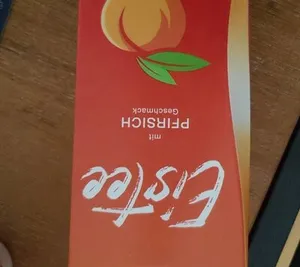 Eistee
mit
PFIRSICH
Geschmack